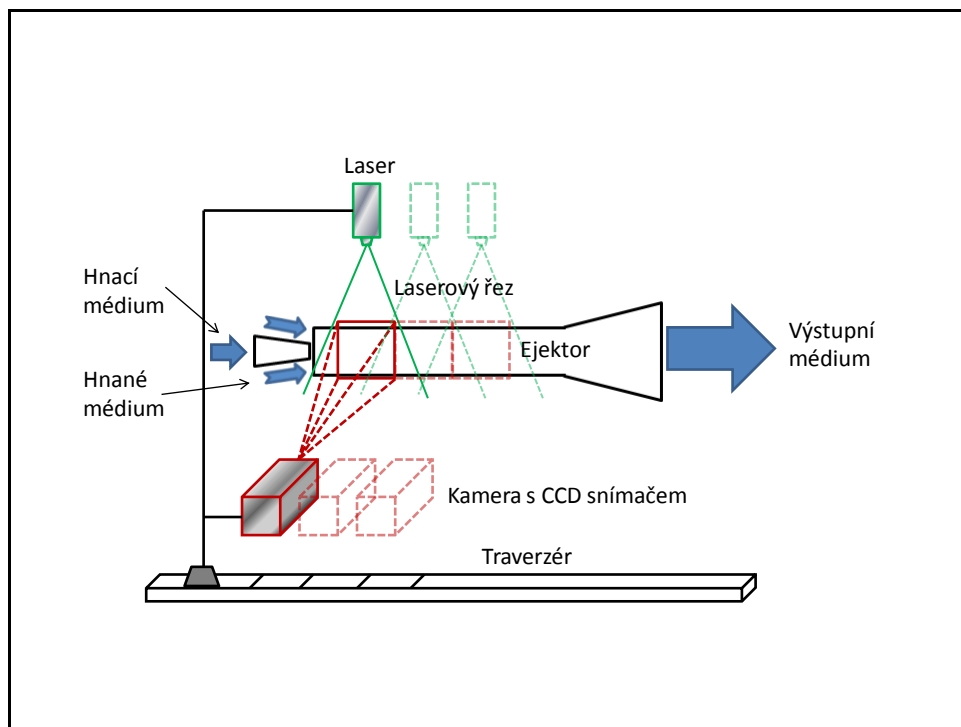 Laser
Hnací
médium
Laserový řez
Ejektor
Výstupní
médium
Hnané
médium
Kamera s CCD snímačem
Traverzér